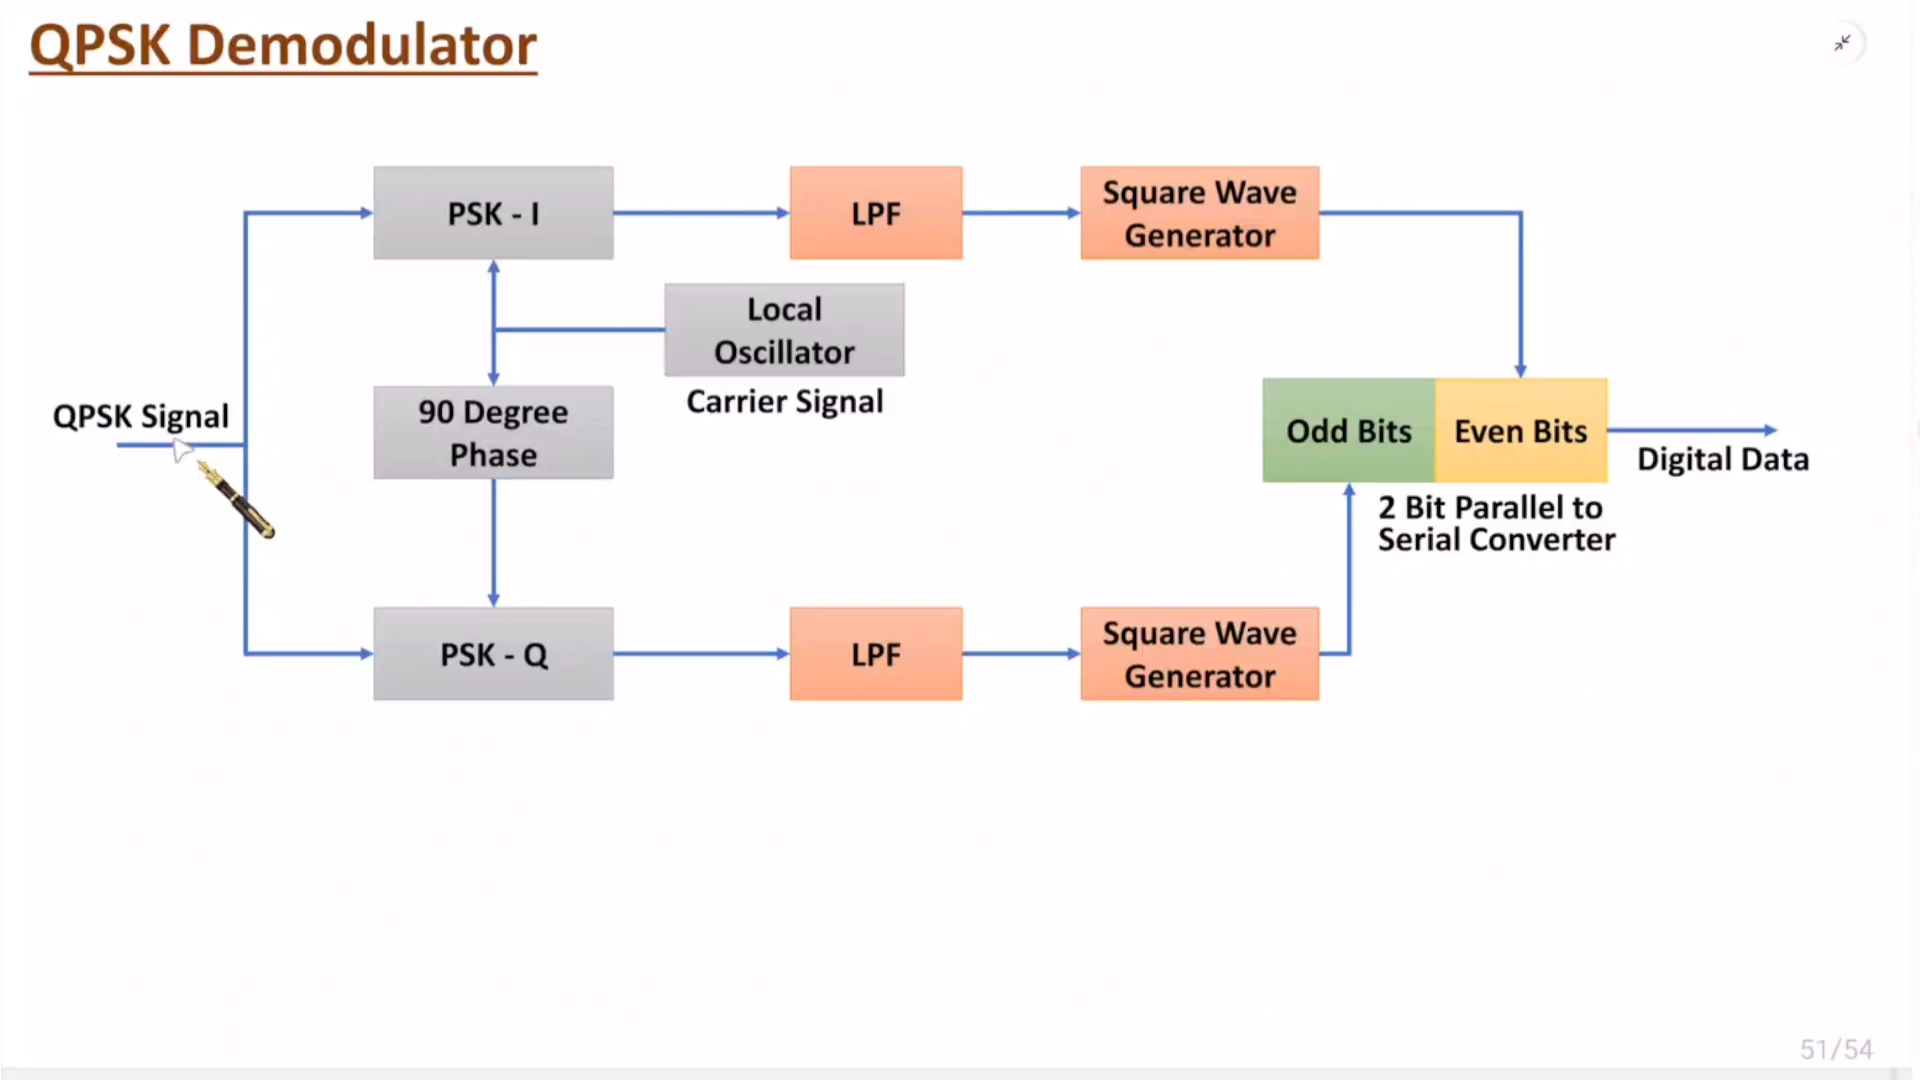 QPSK Demodulator
PSK - I
LPF
Square Wave
Generator
Local
Oscillator
Carrier Signal
QPSK Signal
90 Degree
Phase
Odd Bits
Even Bits
Digital Data
2 Bit Parallel to
Serial Converter
PSK - Q
LPF
Square Wave
Generator
51/54